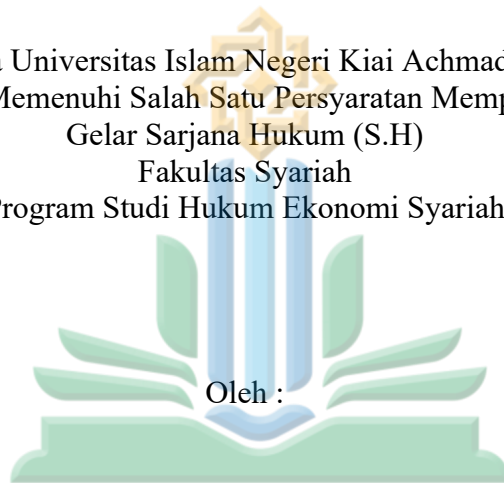 Universitas Islam Negeri Kiai Achmad
Memenuhi Salah Satu Persyaratan
Gelar Sarjana Hukum (S.H)
Fakultas Syariah
Program Studi Hukum Ekonomi Syariah
Oleh :